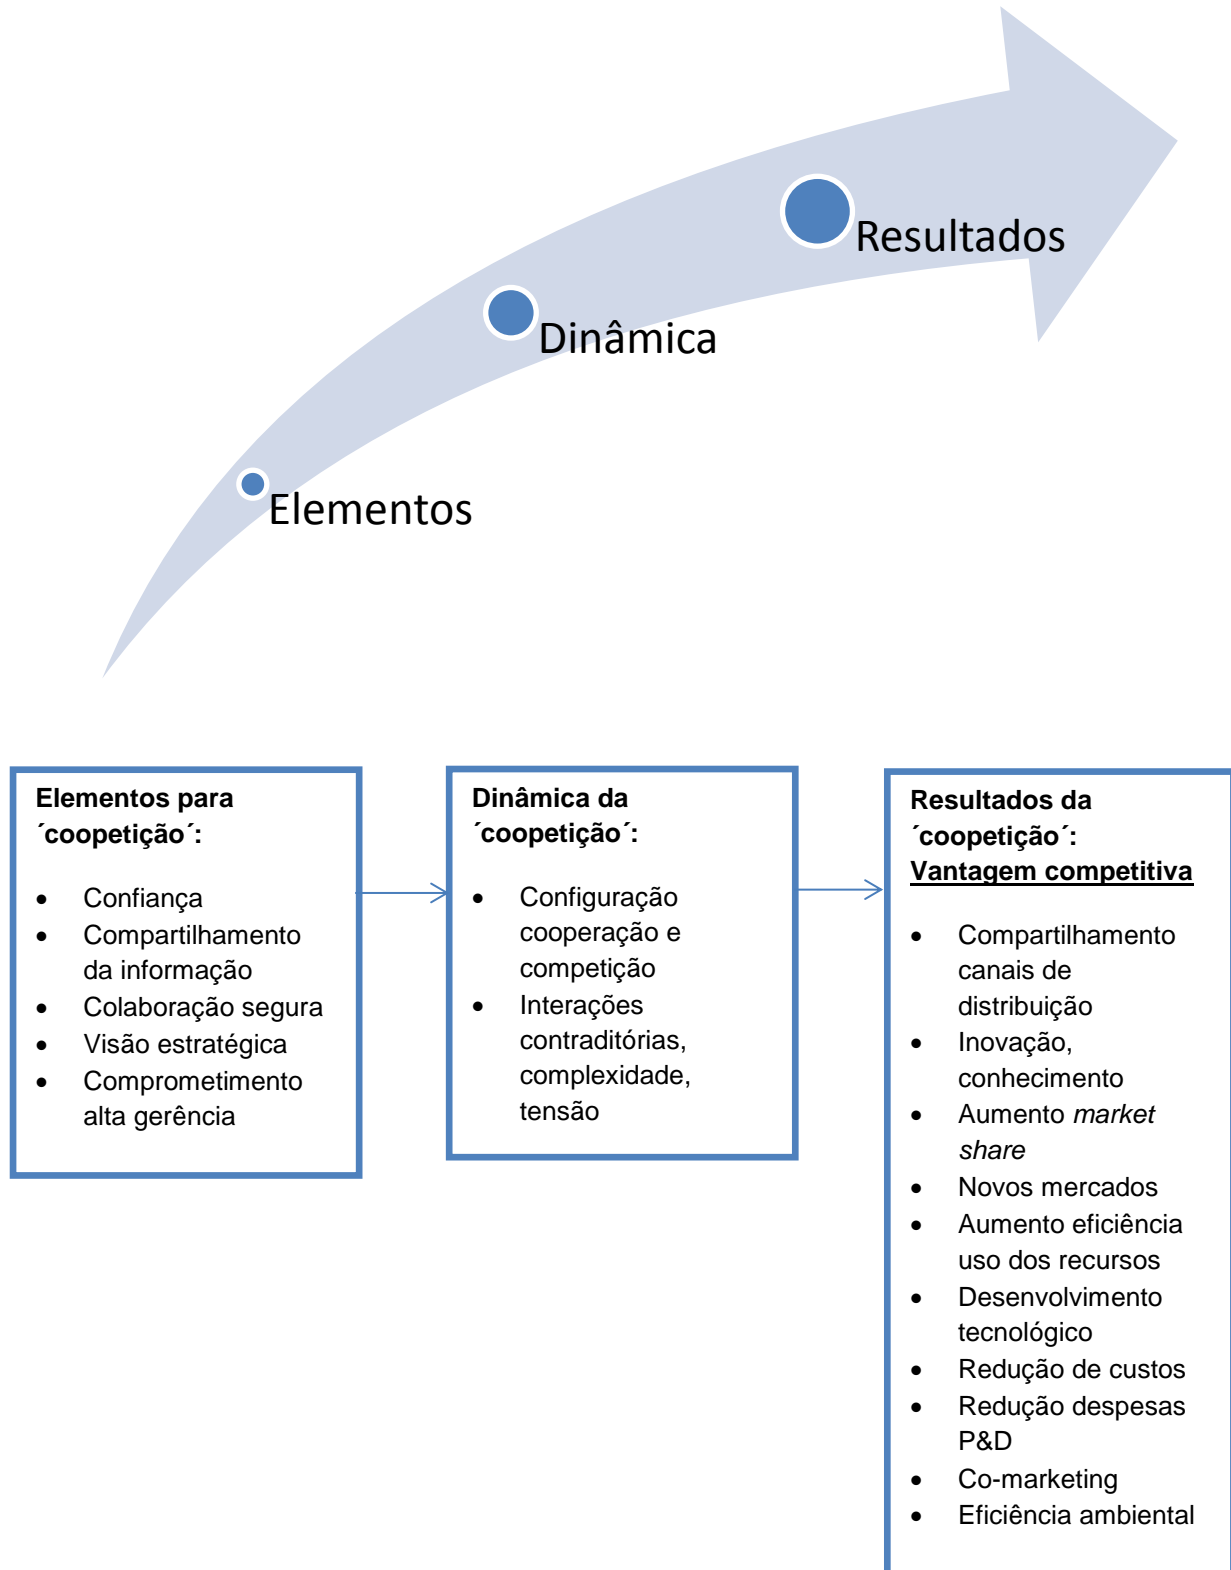 Resultados
Dinâmica
Elementos
Elementos para
´coopetição´:
• Confiança
• Compartilhamento
da informação
• Colaboração segura
• Visão estratégica
• Comprometimento
alta gerência
Dinâmica da
´coopetição´:
• Configuração
cooperação e
competição
• Interações
contraditórias,
complexidade,
tensão
Resultados da
´coopetição´:
Vantagem competitiva
• Compartilhamento
canais de
distribuição
• Inovação,
conhecimento
• Aumento market
share
• Novos mercados
• Aumento eficiência
uso dos recursos
• Desenvolvimento
tecnológico
• Redução de custos
• Redução despesas
P&D
• Co-marketing
• Eficiência ambiental